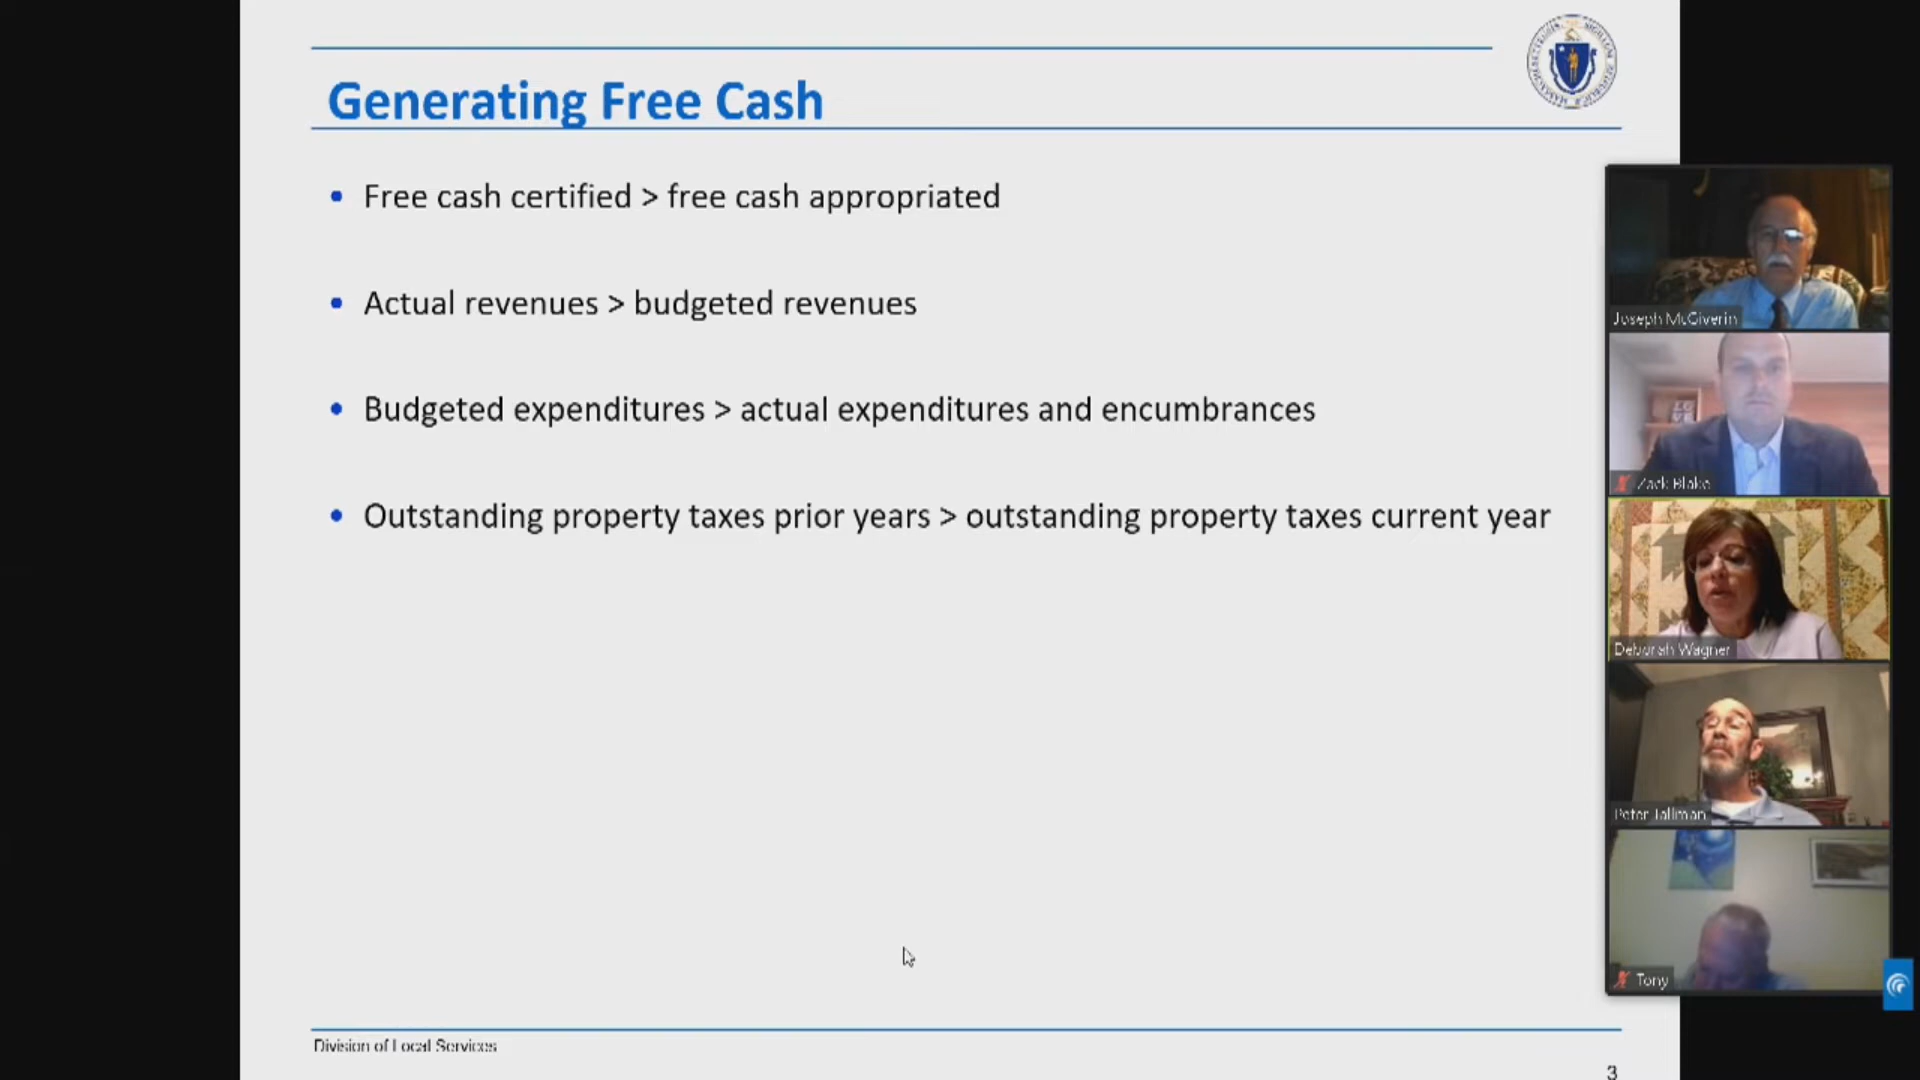 Generating Free Cash
• Free cash certified > free cash appropriated
• Actual revenues > budgeted revenues
• Budgeted expenditures > actual expenditures and encumbrances
• Outstanding property taxes prior years > outstanding property taxes current year
Joseph McGiverin
Zack Blake
Deborah Wagner
Peter Tallman
Tony
Division of Local Services
3